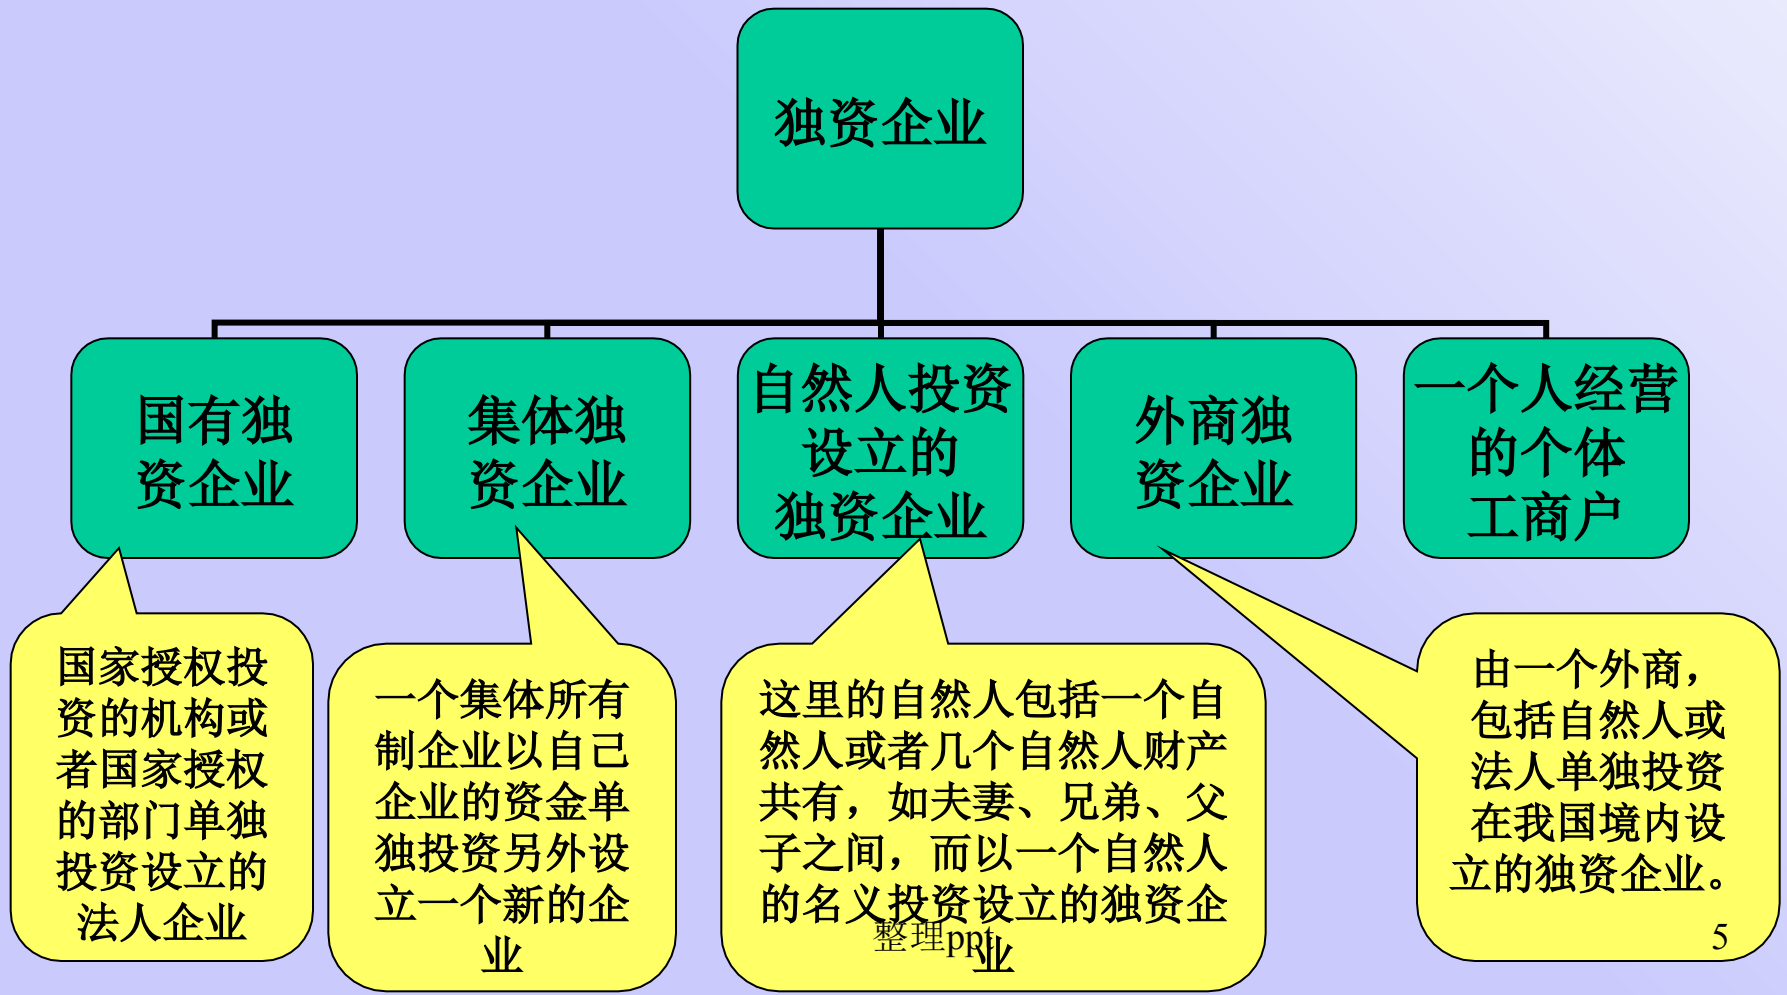 独资企业
国有独
资企业
集体独
资企业
自然人投资
设立的
独资企业
外商独
资企业
一个人经营
的个体
工商户
国家授权投
资的机构或
者国家授权
的部门单独
投资设立的
法人企业
一个集体所有
制企业以自己
企业的资金单
独投资另外设
立一个新的企
业
这里的自然人包括一个自
然人或者几个自然人财产
共有，如夫妻、兄弟、父
子之间，而以一个自然人
的名义投资设立的独资企
业
由一个外商，
包括自然人或
法人单独投资
在我国境内设
立的独资企业。
整理ppt
5